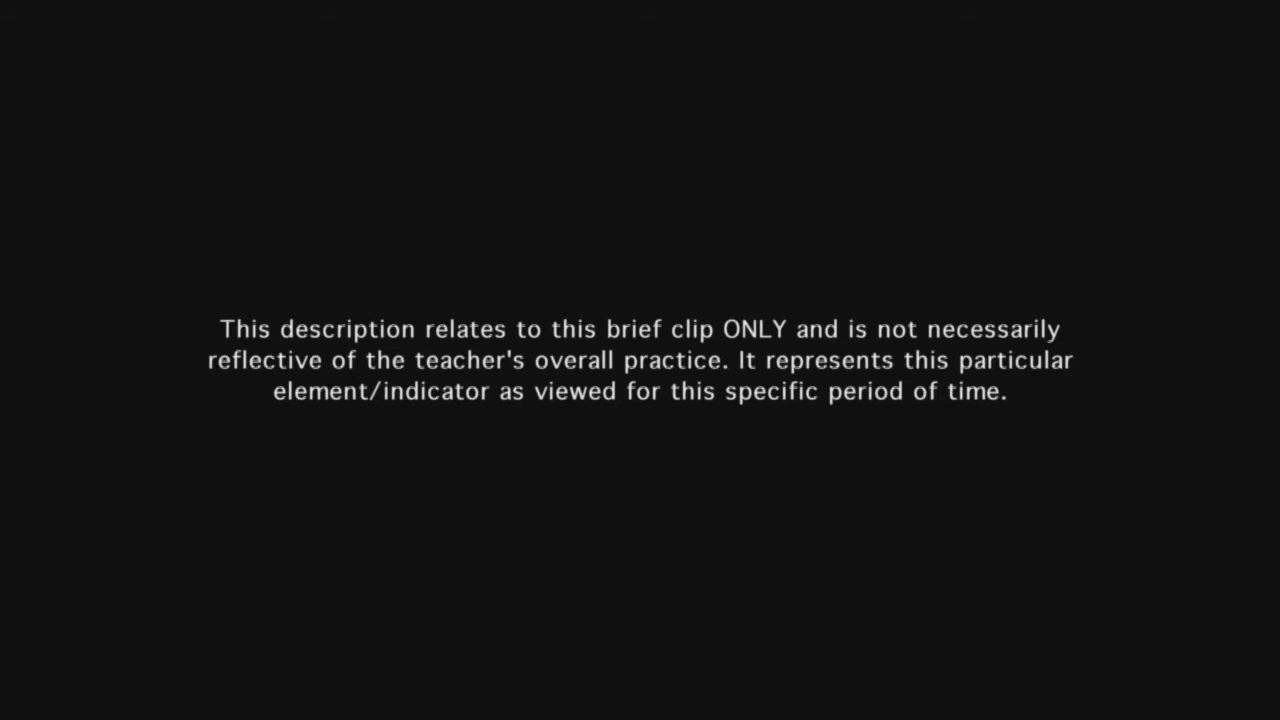 This description relates to this brief clip ONLY and is not necessarily
reflective of the teacher's overall practice. It represents this particular
element/indicator as viewed for this specific period of time.